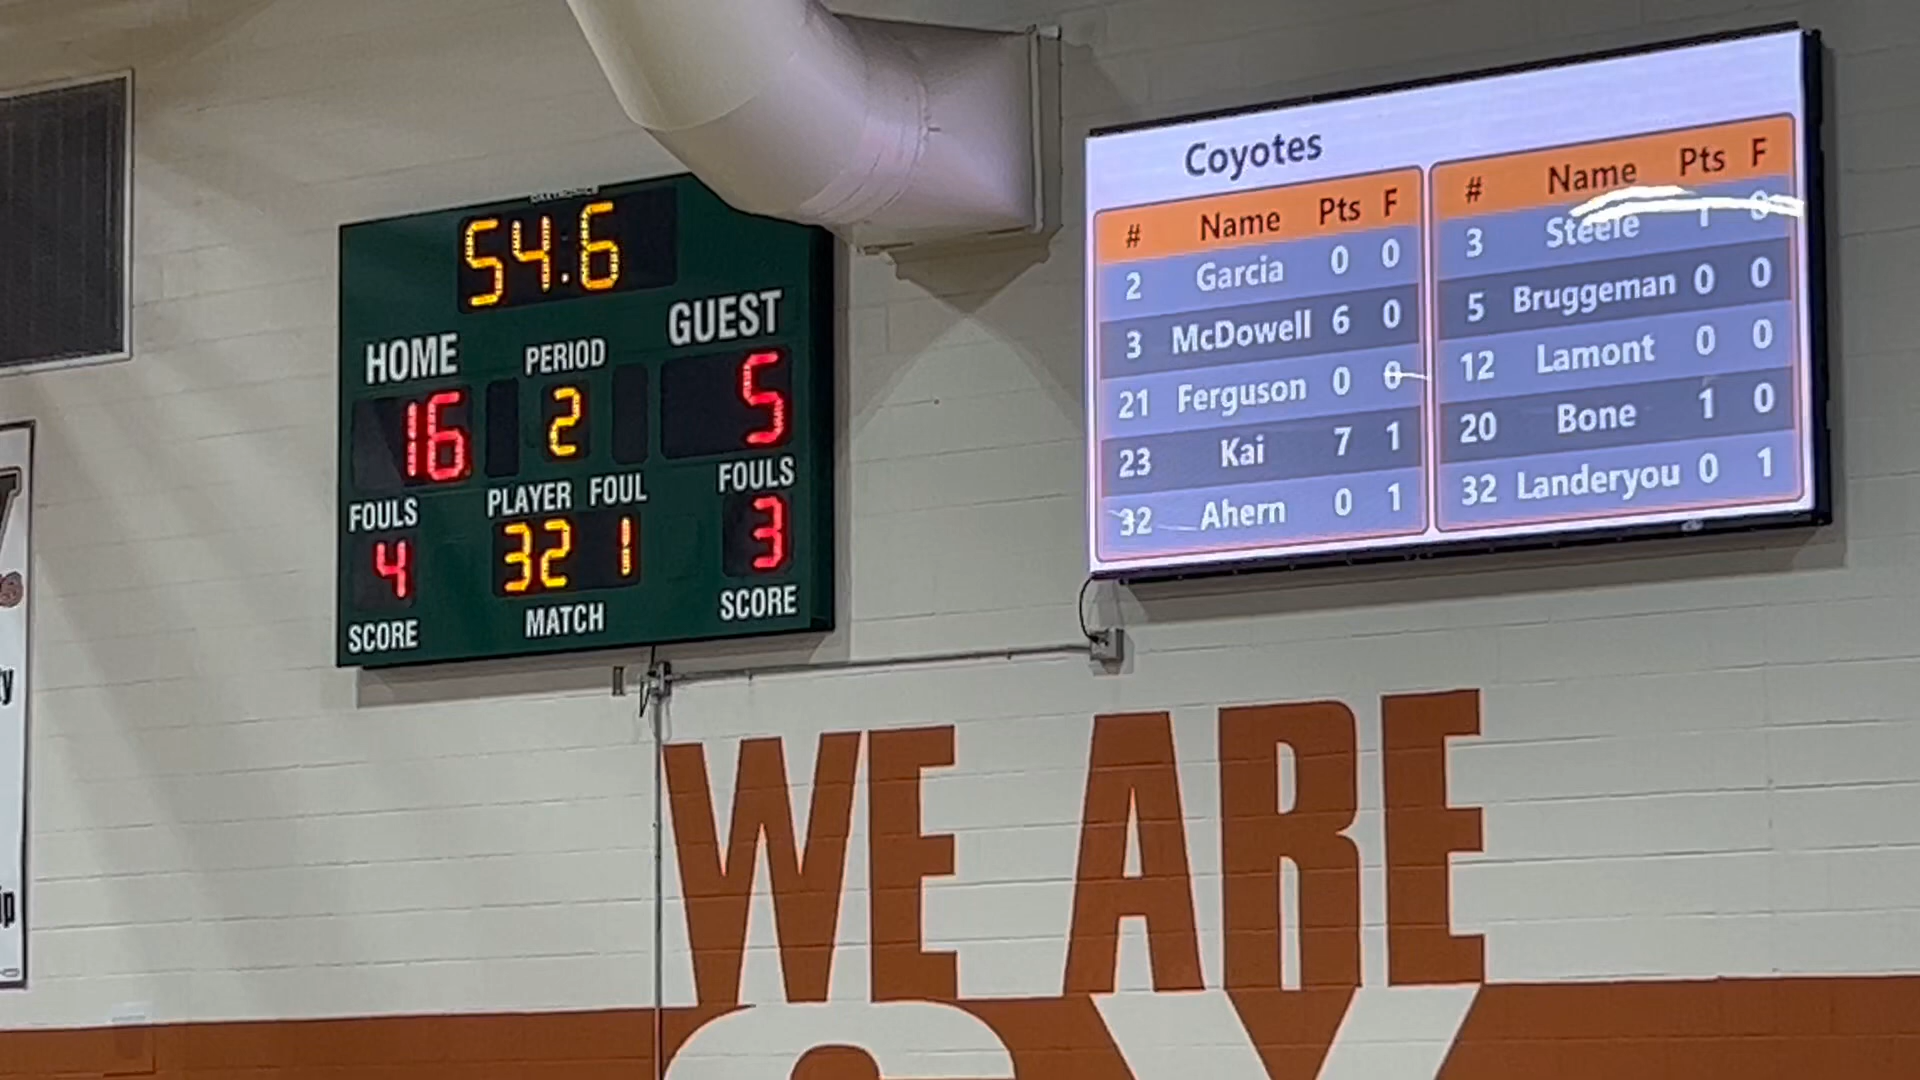 54.6
HOME
PERIOD
GUEST
16
2
5
FOULS
PLAYER FOUL
FOULS
4
32 1
3
SCORE
MATCH
SCORE
Coyotes
# Name Pts F
2 Garcia 0 0
3 McDowell 6 0
21 Ferguson 0 0
23 Kai 7 1
32 Ahern 0 1
# Name Pts F
3 Steele 1 0
5 Bruggeman 0 0
12 Lamont 0 0
20 Bone 1 0
32 Landeryou 0 1
WE ARE